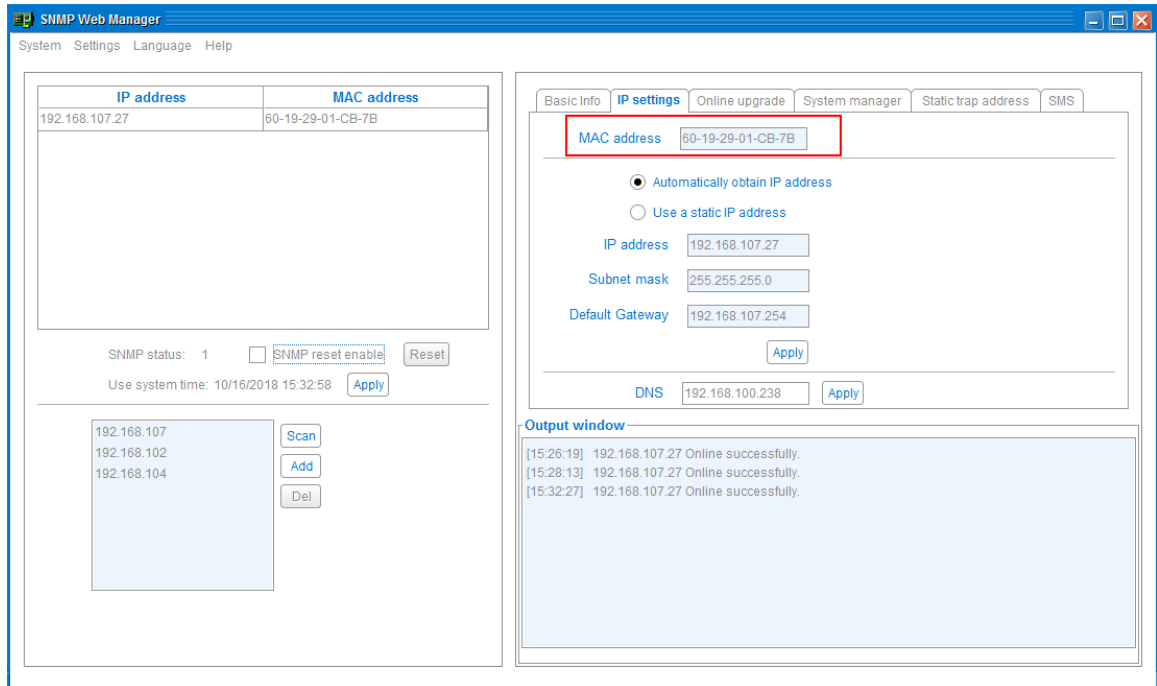 SNMP Web Manager
System Settings Language Help
IP address MAC address
192.168.107.27 60-19-29-01-CB-7B
SNMP status: 1 SNMP reset enable Reset
Use system time: 10/16/2018 15:32:58 Apply
192.168.107
192.168.102
192.168.104
Scan
Add
Del
Basic Info IP settings Online upgrade System manager Static trap address SMS
MAC address 60-19-29-01-CB-7B
Automatically obtain IP address
Use a static IP address
IP address 192.168.107.27
Subnet mask 255.255.255.0
Default Gateway 192.168.107.254
Apply
DNS 192.168.100.238 Apply
Output window
[15:26:19] 192.168.107.27 Online successfully.
[15:28:13] 192.168.107.27 Online successfully.
[15:32:27] 192.168.107.27 Online successfully.